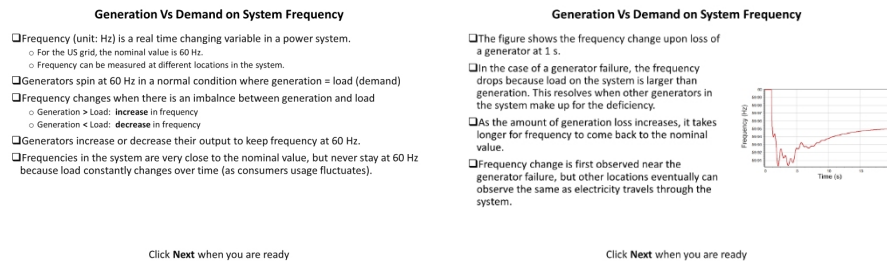 Generation Vs Demand on System Frequency
❑Frequency (unit: Hz) is a real time changing variable in a power system.
○ For the US grid, the nominal value is 60 Hz.
○ Frequency can be measured at different locations in the system.
❑Generators spin at 60 Hz in a normal condition where generation = load (demand)
❑Frequency changes when there is an imbalnce between generation and load
○ Generation > Load: increase in frequency
○ Generation < Load: decrease in frequency
❑Generators increase or decrease their output to keep frequency at 60 Hz.
❑Frequencies in the system are very close to the nominal value, but never stay at 60 Hz
because load constantly changes over time (as consumers usage fluctuates).
Click Next when you are ready
Generation Vs Demand on System Frequency
❑The figure shows the frequency change upon loss of
a generator at 1 s.
❑In the case of a generator failure, the frequency
drops because load on the system is larger than
generation. This resolves when other generators in
the system make up for the deficiency.
❑As the amount of generation loss increases, it takes
longer for frequency to come back to the nominal
value.
❑Frequency change is first observed near the
generator failure, but other locations eventually can
observe the same as electricity travels through the
system.
Frequency (Hz)
Time (s)
Click Next when you are ready